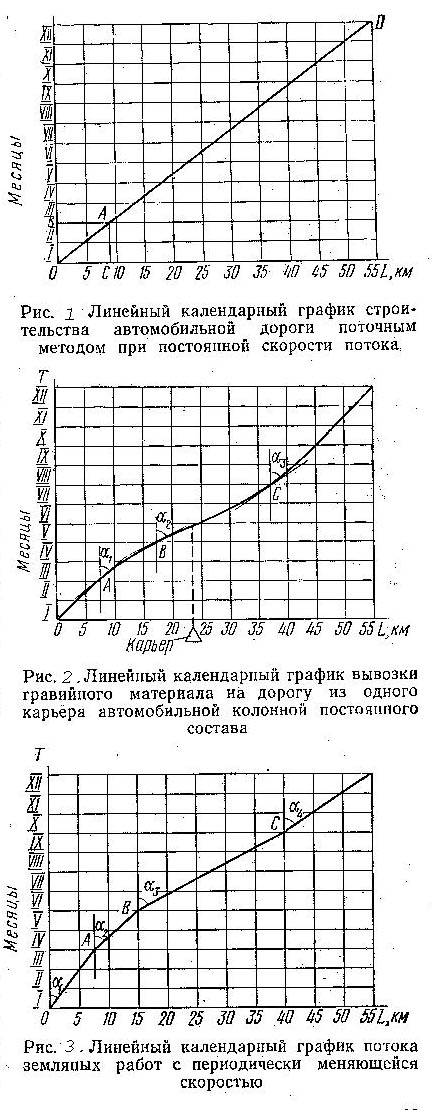 D
XII
XI
X
IX
VIII
VII
VI
V
IV
III
Б
II
I
Месяцы
A
0 5 C 10 20 25 30 35 40 45 50 55 L, км
Рис. 1 Линейный календарный график строи-
тельства автомобильной дороги поточным
методом при постоянной скорости потока.
T
XII
XI
X
IX
VIII
VII
VI
V
IV
III
II
I
Месяцы
α₁
A
α₂
B
α₃
C
0 5 10 15 20 25 30 35 40 45 50 55 L, км
Карьер
Рис. 2. Линейный календарный график вывозки
гравийного материала на дорогу из одного
карьера автомобильной колонной постоянного
состава
T
XII
XI
X
IX
VIII
VII
VI
V
IV
III
II
I
Месяцы
α₁
A
α₂
B
α₃
C
α₄
0 5 10 15 20 25 30 35 40 45 50 55 L, км
Рис. 3. Линейный календарный график потока
земляных работ с периодически меняющейся
скоростью